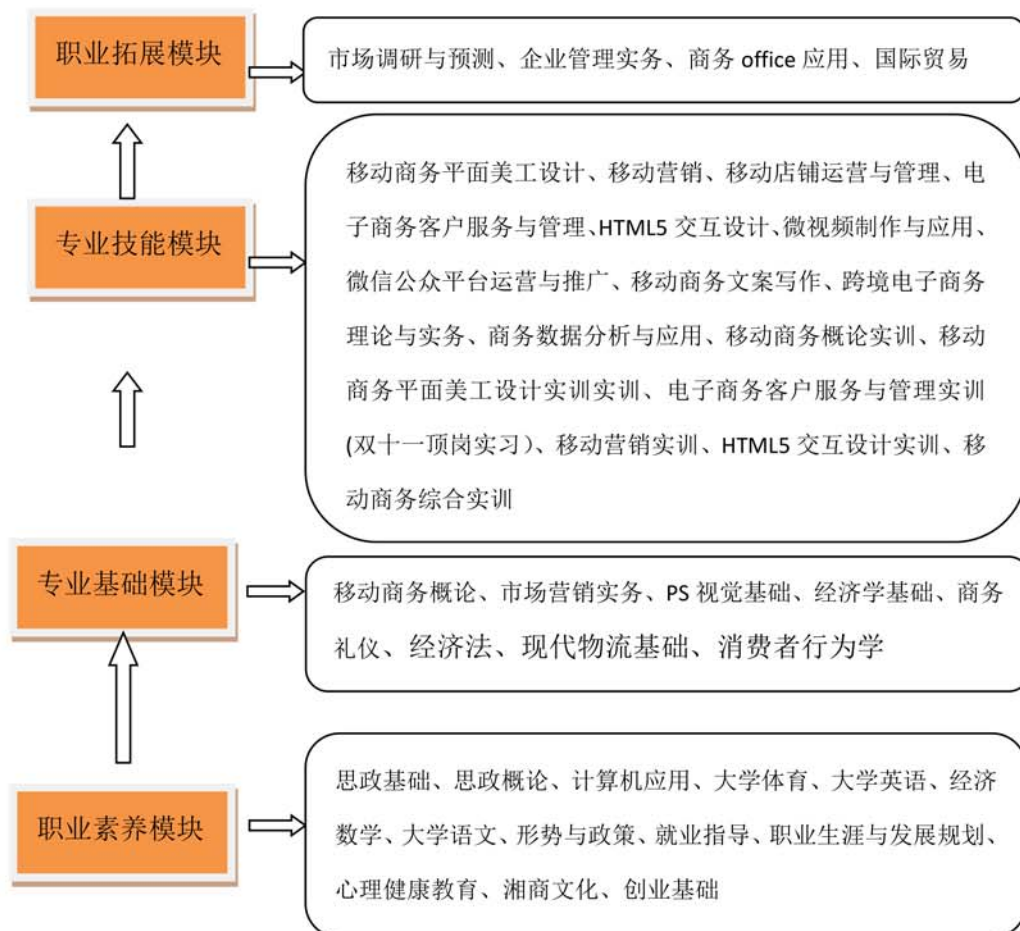 职业拓展模块
市场调研与预测、企业管理实务、商务 office 应用、国际贸易
专业技能模块
移动商务平面美工设计、移动营销、移动店铺运营与管理、电
子商务客户服务与管理、HTML5 交互设计、微视频制作与应用、
微信公众平台运营与推广、移动商务文案写作、跨境电子商务
理论与实务、商务数据分析与应用、移动商务概论实训、移动
商务平面美工设计实训实训、电子商务客户服务与管理实训
(双十一顶岗实习)、移动营销实训、HTML5 交互设计实训、移
动商务综合实训
专业基础模块
移动商务概论、市场营销实务、PS 视觉基础、经济学基础、商务
礼仪、经济法、现代物流基础、消费者行为学
职业素养模块
思政基础、思政概论、计算机应用、大学体育、大学英语、经济
数学、大学语文、形势与政策、就业指导、职业生涯与发展规划、
心理健康教育、湘商文化、创业基础